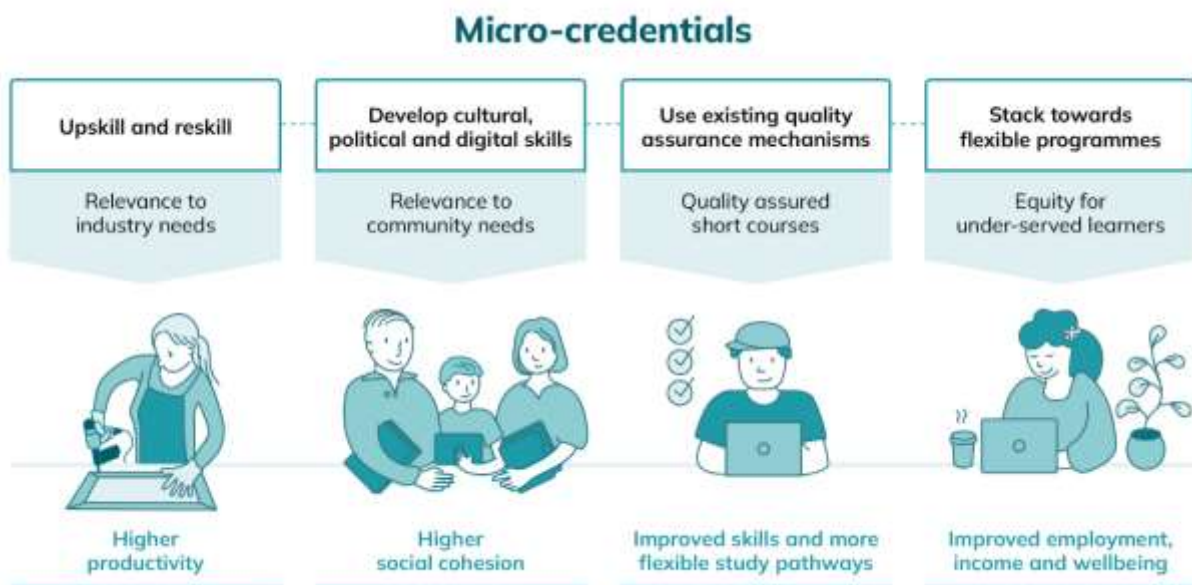 Micro-credentials
Upskill and reskill
Relevance to
industry needs
Higher
productivity
Develop cultural,
political and digital skills
Relevance to
community needs
Higher
social cohesion
Use existing quality
assurance mechanisms
Quality assured
short courses
Improved skills and more
flexible study pathways
Stack towards
flexible programmes
Equity for
under-served learners
Improved employment,
income and wellbeing